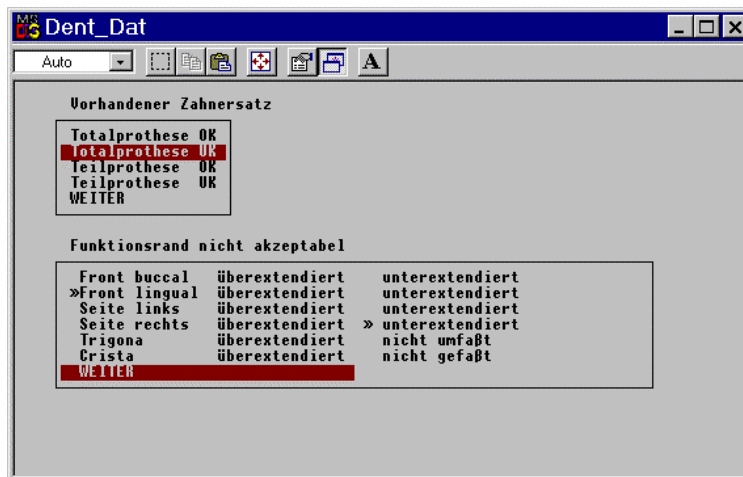 MS DOS Dent_Dat
Auto A
Vorhandener Zahnersatz
Totalprothese OK
Totalprothese UK
Teilprothese OK
Teilprothese UK
WEITER
Funktionsrand nicht akzeptabel
Front buccal überextendiert unterextendiert
»Front lingual überextendiert unterextendiert
Seite links überextendiert unterextendiert
Seite rechts überextendiert » unterextendiert
Trigona überextendiert nicht umfaßt
Crista überextendiert nicht gefaßt
WEITER